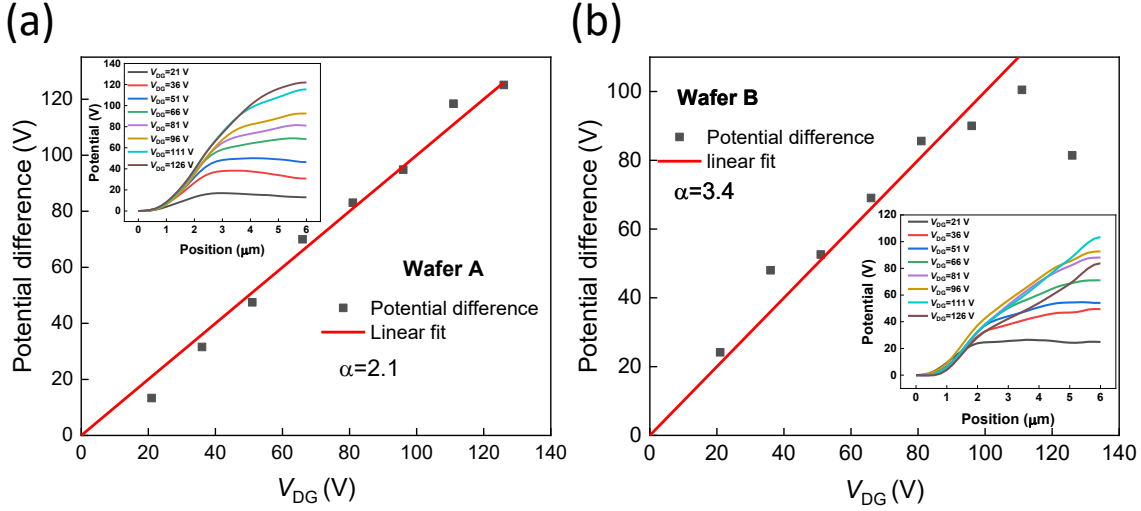 (a)
Potential difference (V)
120
100
80
60
40
20
0
0 20 40 60 80 100 120 140
V_DG (V)
Wafer A
Potential difference
Linear fit
α=2.1
Potential (V)
140
120
100
80
60
40
20
0
0 1 2 3 4 5 6
Position (μm)
V_DG=21 V
V_DG=36 V
V_DG=51 V
V_DG=66 V
V_DG=81 V
V_DG=96 V
V_DG=111 V
V_DG=126 V
(b)
Potential difference (V)
100
80
60
40
20
0
0 20 40 60 80 100 120 140
V_DG (V)
Wafer B
Potential difference
linear fit
α=3.4
Potential (V)
120
100
80
60
40
20
0
0 1 2 3 4 5 6
Position (μm)
V_DG=21 V
V_DG=36 V
V_DG=51 V
V_DG=66 V
V_DG=81 V
V_DG=96 V
V_DG=111 V
V_DG=126 V